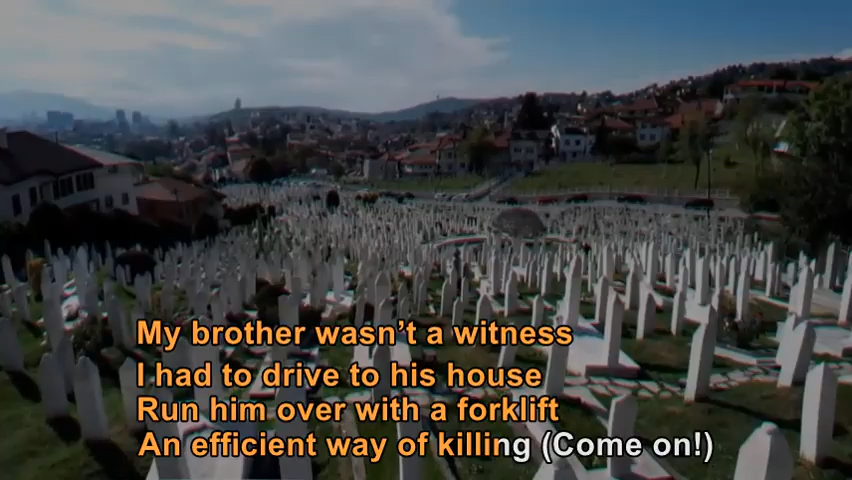 My brother wasn’t a witness
I had to drive to his house
Run him over with a forklift
An efficient way of killing (Come on!)